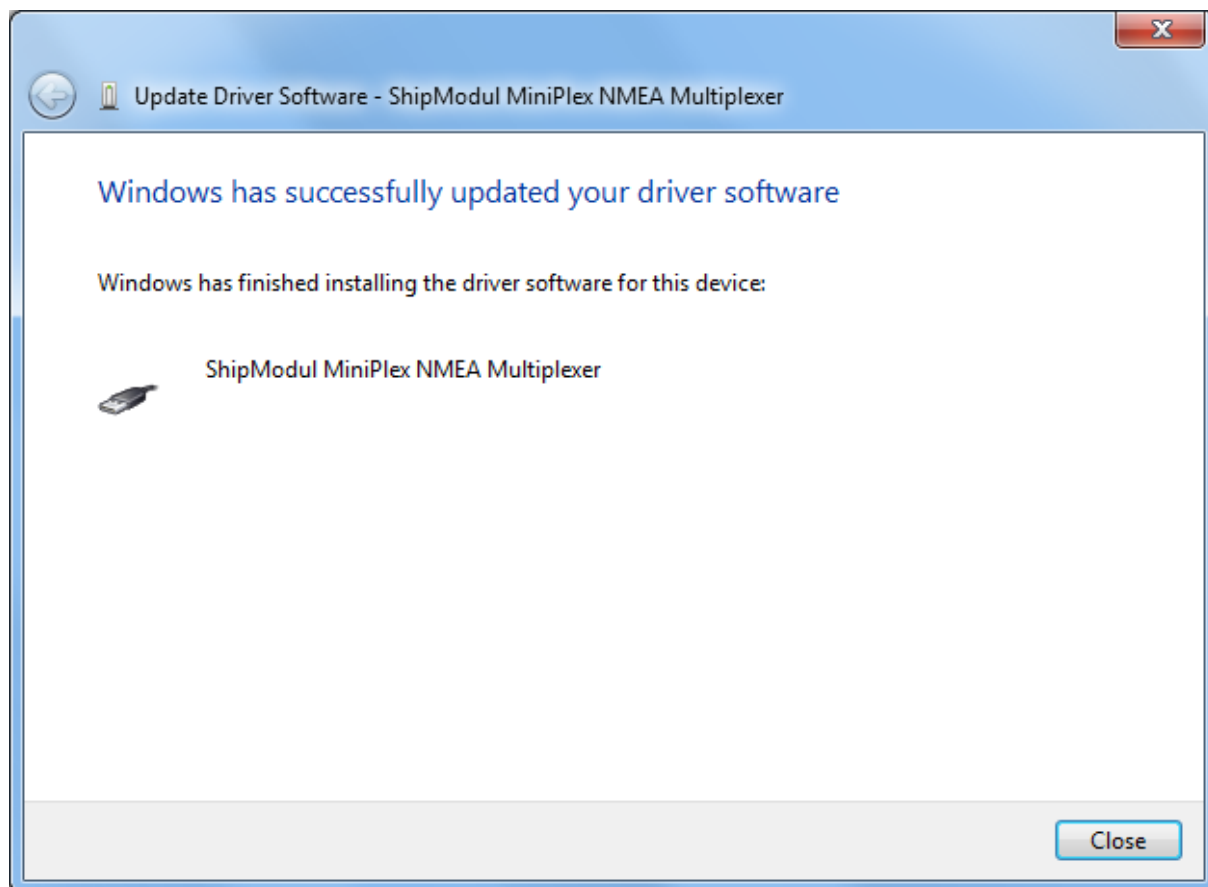 Update Driver Software - ShipModul MiniPlex NMEA Multiplexer
Windows has successfully updated your driver software
Windows has finished installing the driver software for this device:
ShipModul MiniPlex NMEA Multiplexer
Close